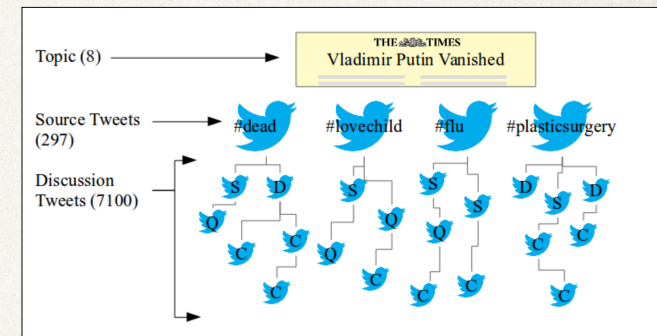 THE TIMES
Topic (8)
Vladimir Putin Vanished
Source Tweets
(297)
#dead
#lovechild
#flu
#plasticsurgery
Discussion
Tweets (7100)
S D S S D D
Q Q S S
Q C C Q C C
C C C C C